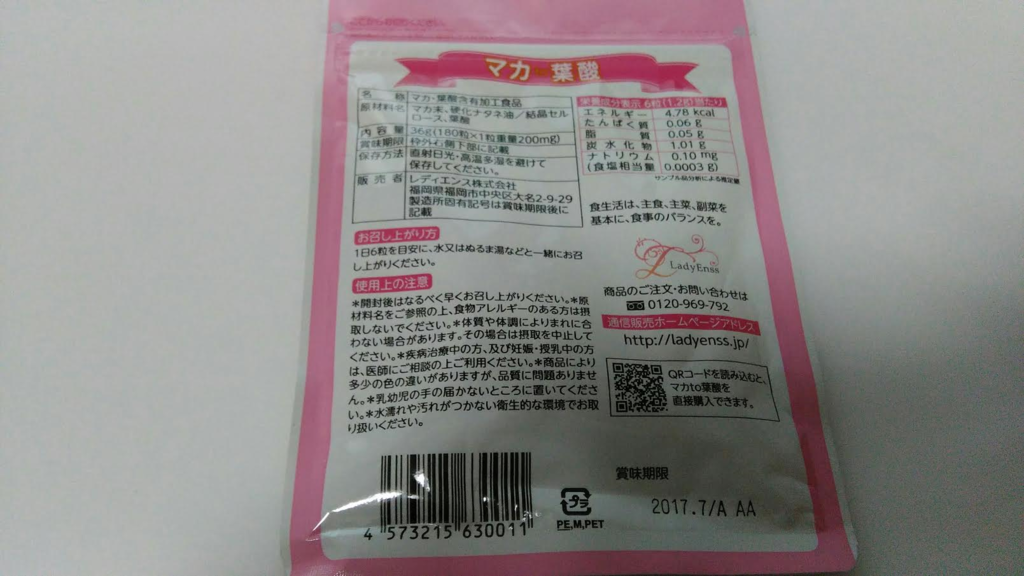 マカto葉酸
名称 マカ・葉酸含有加工食品
原材料名 マカ末、硬化ナタネ油／結晶セル
ロース、葉酸
内容量 36g(180粒×1粒重量200mg)
賞味期限 枠外右側下部に記載
保存方法 直射日光・高温多湿を避けて
保存してください。
販売者 レディエンス株式会社
福岡県福岡市中央区大名2-9-29
製造所固有記号は賞味期限後に
記載
お召し上がり方
1日6粒を目安に、水又はぬるま湯などと一緒にお召
し上がりください。
使用上の注意
＊開封後はなるべく早くお召し上がりください。＊原
材料名をご参照の上、食物アレルギーのある方は摂
取しないでください。＊体質や体調によりまれに合
わない場合があります。その場合は摂取を中止して
ください。＊疾病治療中の方、及び妊娠・授乳中の方
は、医師にご相談の上ご利用ください。＊商品により
多少の色の違いがありますが、品質に問題ありませ
ん。＊乳幼児の手の届かないところに置いてくださ
い。＊水濡れや汚れがつかない衛生的な環境でお取
り扱いください。
栄養成分表示 6粒(1.2g)当たり
エネルギー 4.78 kcal
たんぱく質 0.06 g
脂質 0.05 g
炭水化物 1.01 g
ナトリウム 0.10 mg
(食塩相当量 0.0003 g)
サンプル品分析による推定値
食生活は、主食、主菜、副菜を
基本に、食事のバランスを。
LadyEnss
商品のご注文・お問い合わせは
0120-969-792
通信販売ホームページアドレス
http://ladyenss.jp/
QRコードを読み込むと、
マカto葉酸を
直接購入できます。
4 573215 630011
プラ
PE,M,PET
賞味期限
2017.7/A AA